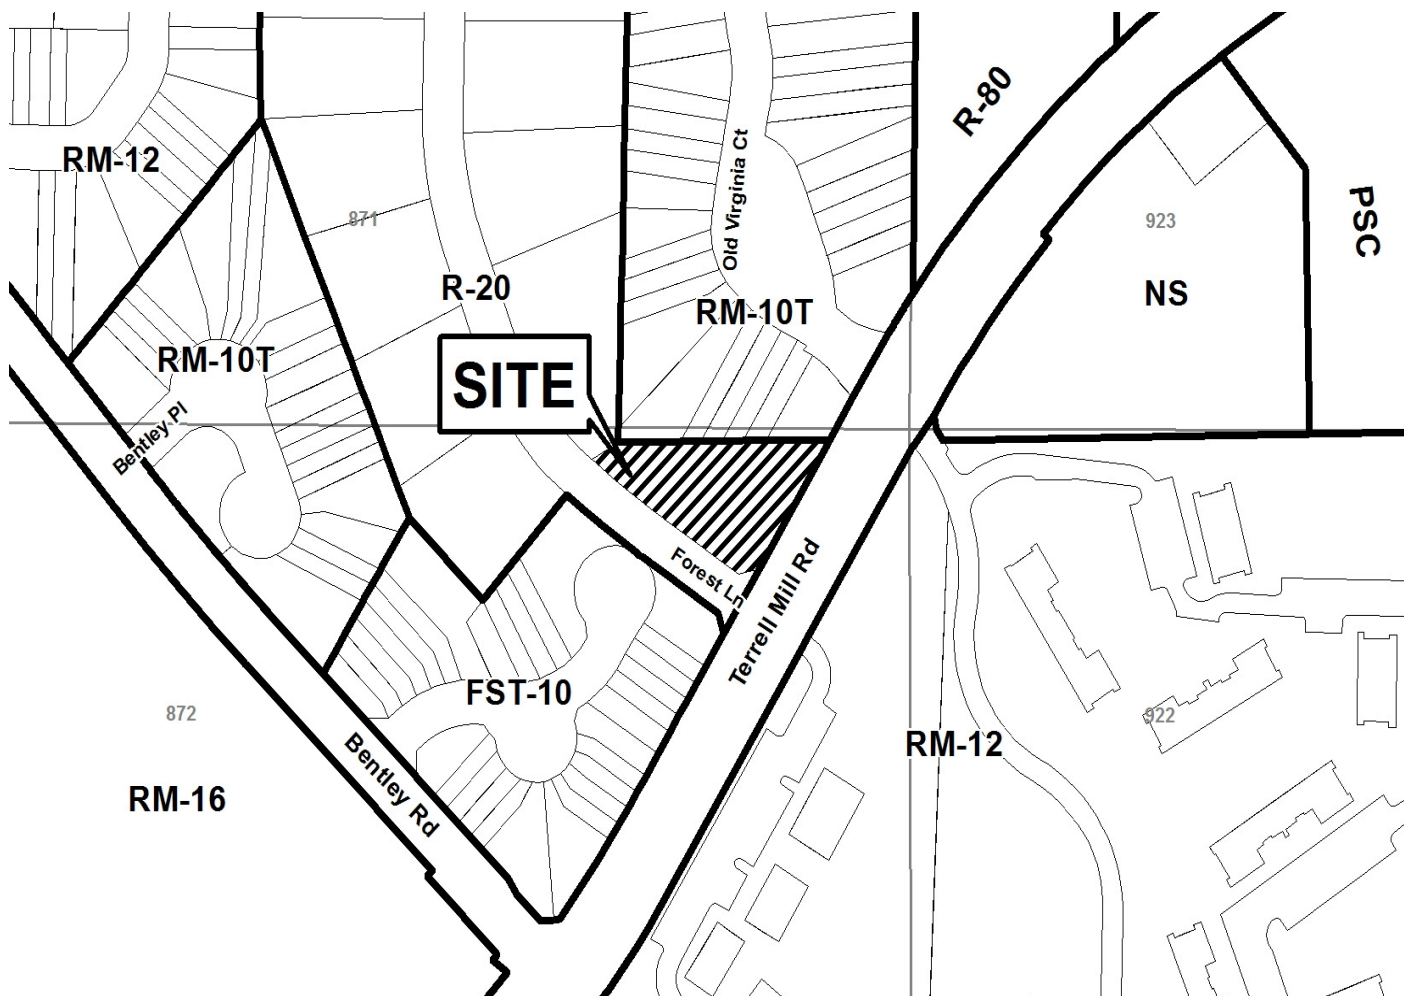 R-80
RM-12
Old Virginia Ct
871
923
PSC
R-20
NS
RM-10T
RM-10T
SITE
Bentley Pl
Forest Ln
Terrell Mill Rd
FST-10
872
922
RM-12
Bentley Rd
RM-16